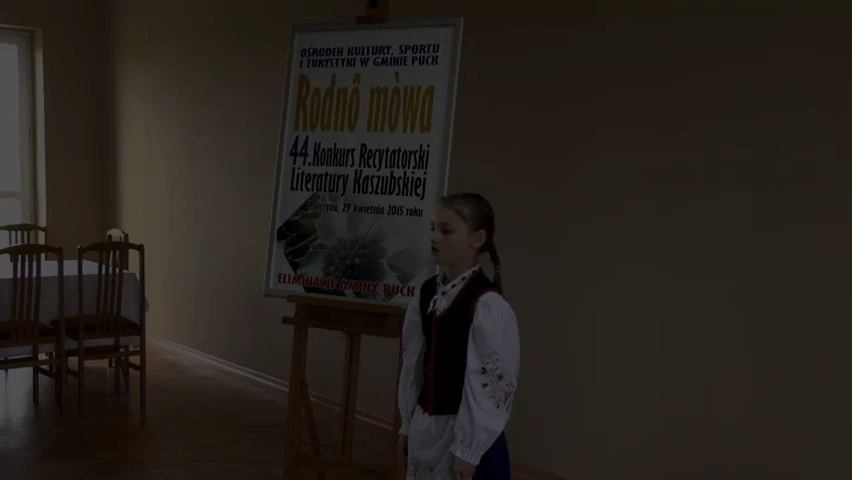 OŚRODEK KULTURY, SPORTU
I TURYSTYKI W GMINIE PUCK
Rodnô mòwa
44.Konkurs Recytatorski
Literatury Kaszubskiej
29 kwietnia 2015 roku
ELIMINACJE GMINY PUCK